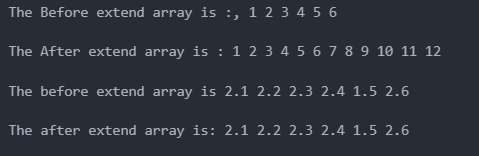 The Before extend array is :, 1 2 3 4 5 6
The After extend array is : 1 2 3 4 5 6 7 8 9 10 11 12
The before extend array is 2.1 2.2 2.3 2.4 1.5 2.6
The after extend array is: 2.1 2.2 2.3 2.4 1.5 2.6